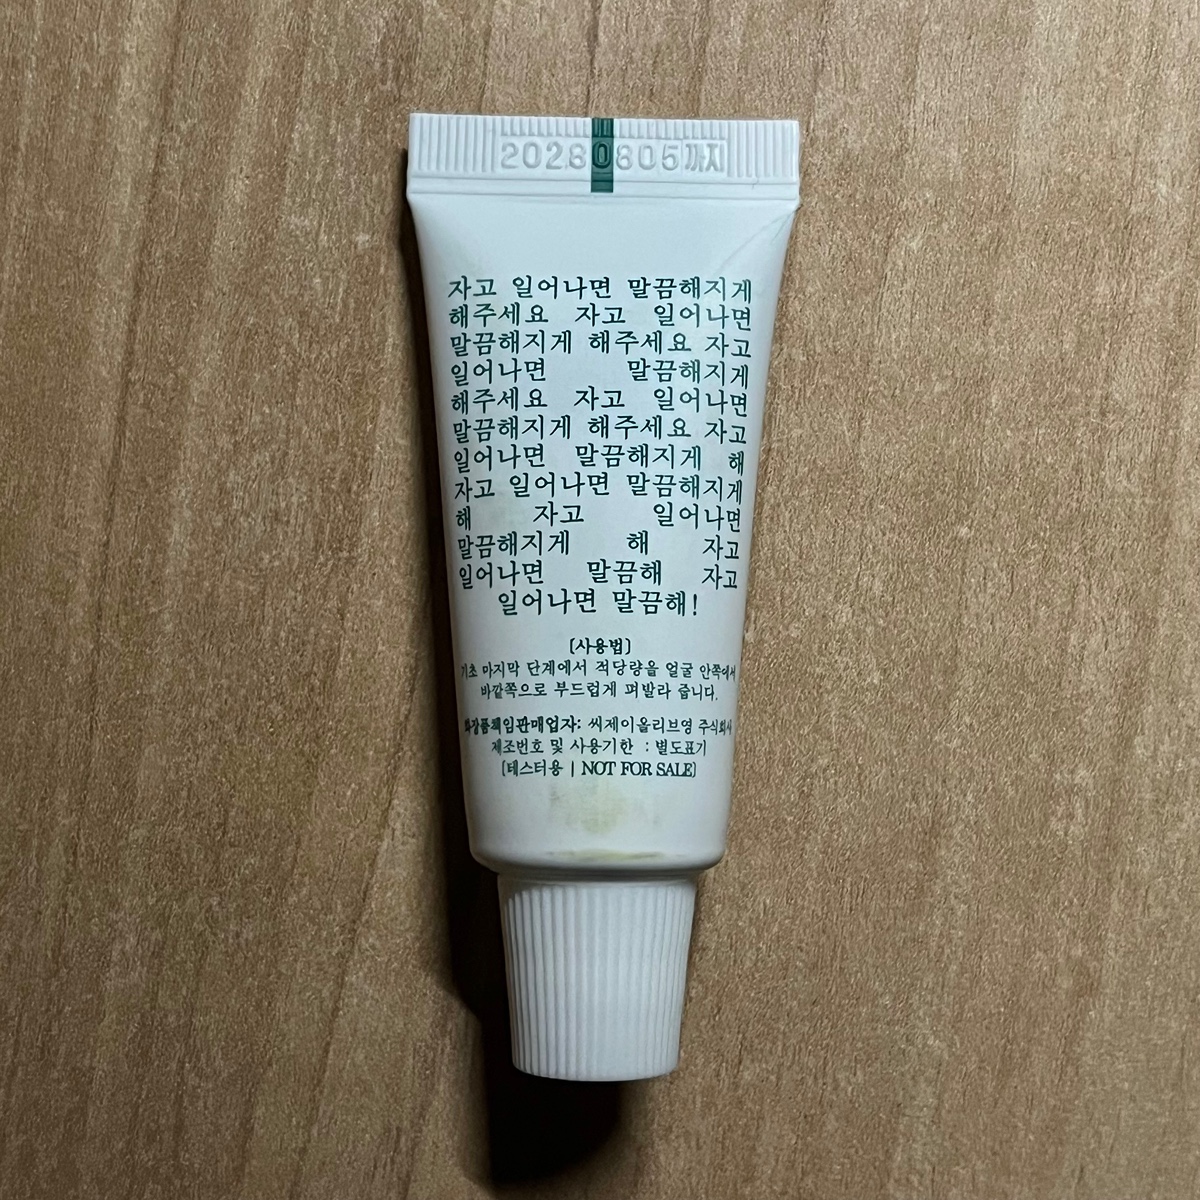 20280805까지
자고 일어나면 말끔해지게
해주세요 자고 일어나면
말끔해지게 해주세요 자고
일어나면 말끔해지게
해주세요 자고 일어나면
말끔해지게 해주세요 자고
일어나면 말끔해지게 해
자고 일어나면 말끔해지게
해 자고 일어나면
말끔해지게 해 자고
일어나면 말끔해 자고
일어나면 말끔해!
[사용법]
기초 마지막 단계에서 적당량을 얼굴 안쪽에서
바깥쪽으로 부드럽게 펴발라 줍니다.
화장품책임판매업자: 씨제이올리브영 주식회사
제조번호 및 사용기한 : 별도표기
[테스터용 | NOT FOR SALE]